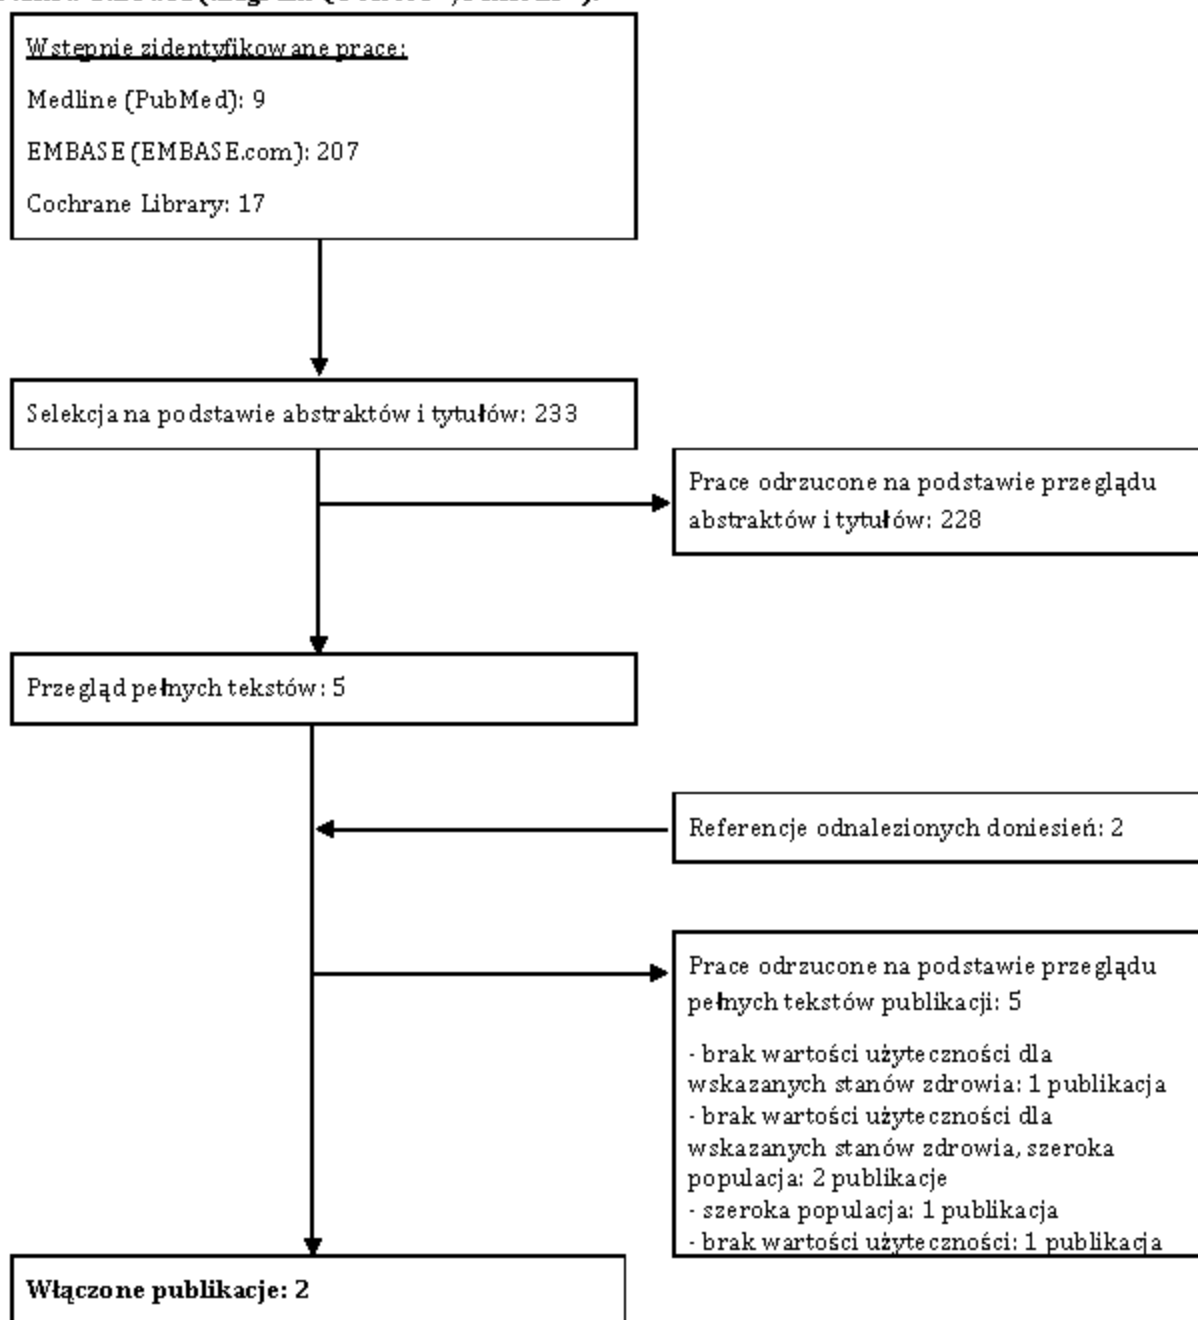 Wstępnie zidentyfikowane prace:
Medline (PubMed): 9
EMBASE (EMBASE.com): 207
Cochrane Library: 17
Selekcja na podstawie abstraktów i tytułów: 233
Prace odrzucone na podstawie przeglądu
abstraktów i tytułów: 228
Przegląd pełnych tekstów: 5
Referencje odnalezionych doniesień: 2
Prace odrzucone na podstawie przeglądu
pełnych tekstów publikacji: 5
- brak wartości użyteczności dla
wskazanych stanów zdrowia: 1 publikacja
- brak wartości użyteczności dla
wskazanych stanów zdrowia, szeroka
populacja: 2 publikacje
- szeroka populacja: 1 publikacja
- brak wartości użyteczności: 1 publikacja
Włączone publikacje: 2